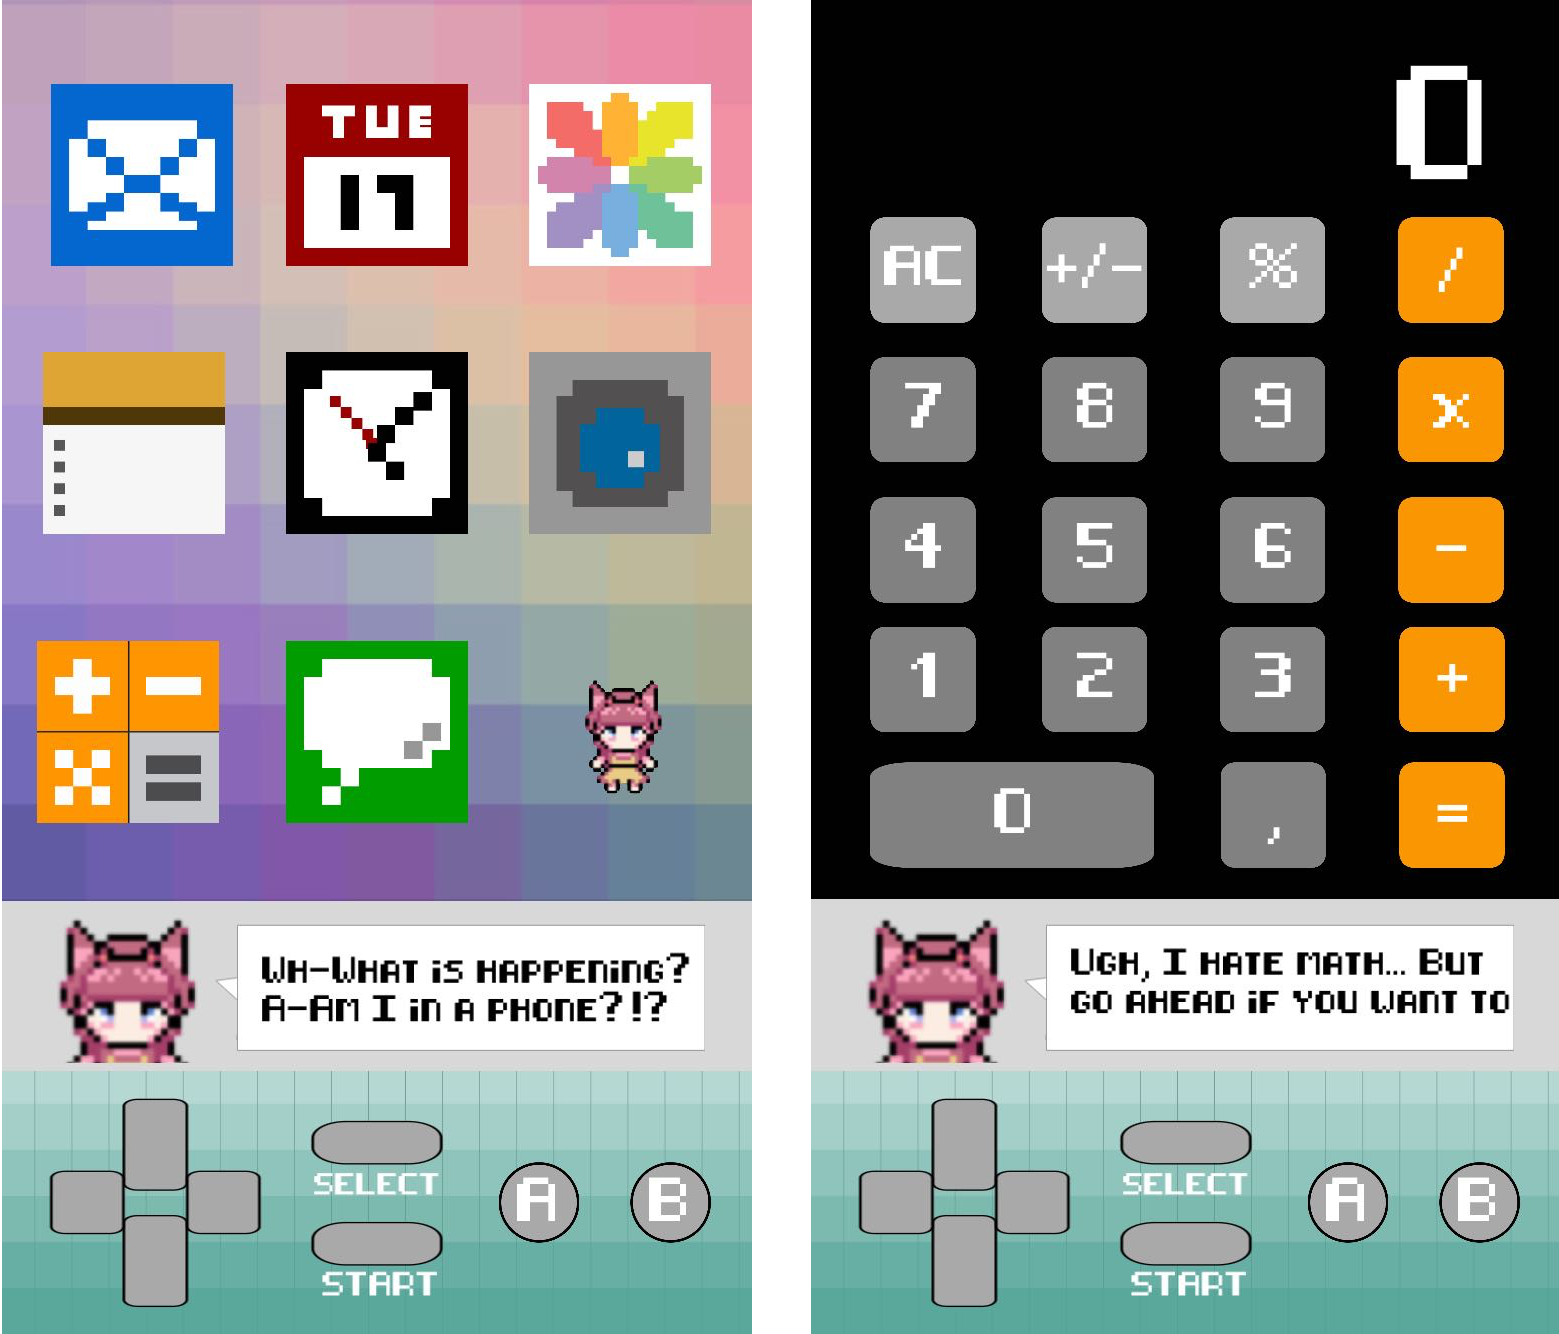 TUE
17
Wh-What is happening?
A-Am I in a phone?!?
SELECT
START
A
B
0
AC
+/-
%
/
7
8
9
x
4
5
6
-
1
2
3
+
0
,
=
Ugh, I hate math... But
go ahead if you want to
SELECT
START
A
B